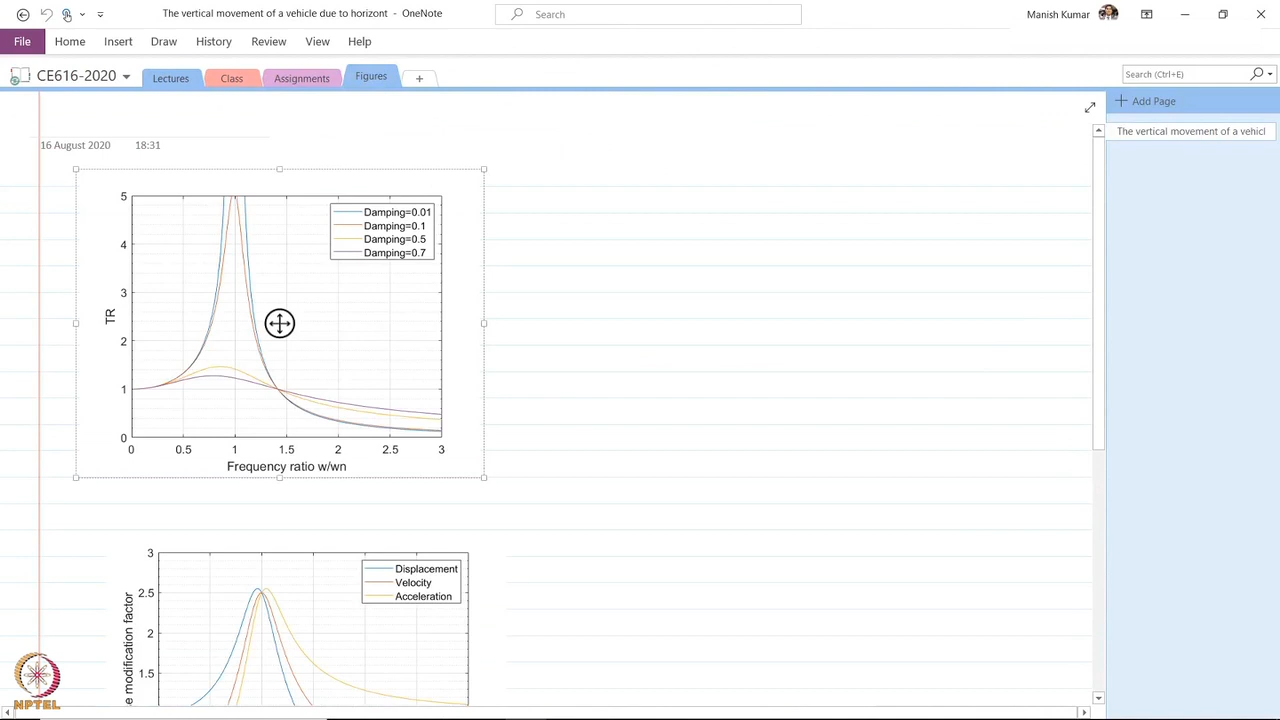 The vertical movement of a vehicle due to horizont  -  OneNote
Search
Manish Kumar
File
Home
Insert
Draw
History
Review
View
Help
CE616-2020
Lectures
Class
Assignments
Figures
+
Search (Ctrl+E)
Add Page
The vertical movement of a vehicl
16 August 2020
18:31
5
4
3
2
1
0
TR
Damping=0.01
Damping=0.1
Damping=0.5
Damping=0.7
0 0.5 1 1.5 2 2.5 3
Frequency ratio w/wn
3
2.5
2
1.5
e modification factor
Displacement
Velocity
Acceleration
NPTEL